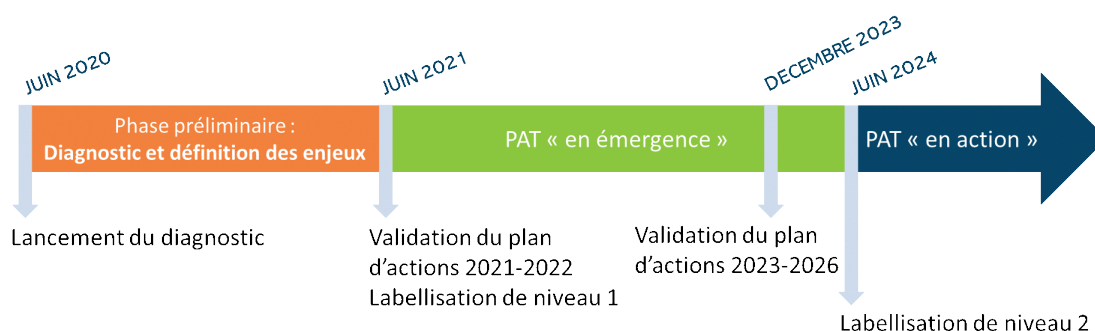 JUIN 2020
JUIN 2021
DECEMBRE 2023
JUIN 2024
Phase préliminaire :
Diagnostic et définition des enjeux
PAT « en émergence »
PAT « en action »
Lancement du diagnostic
Validation du plan
d’actions 2021-2022
Labellisation de niveau 1
Validation du plan
d’actions 2023-2026
Labellisation de niveau 2